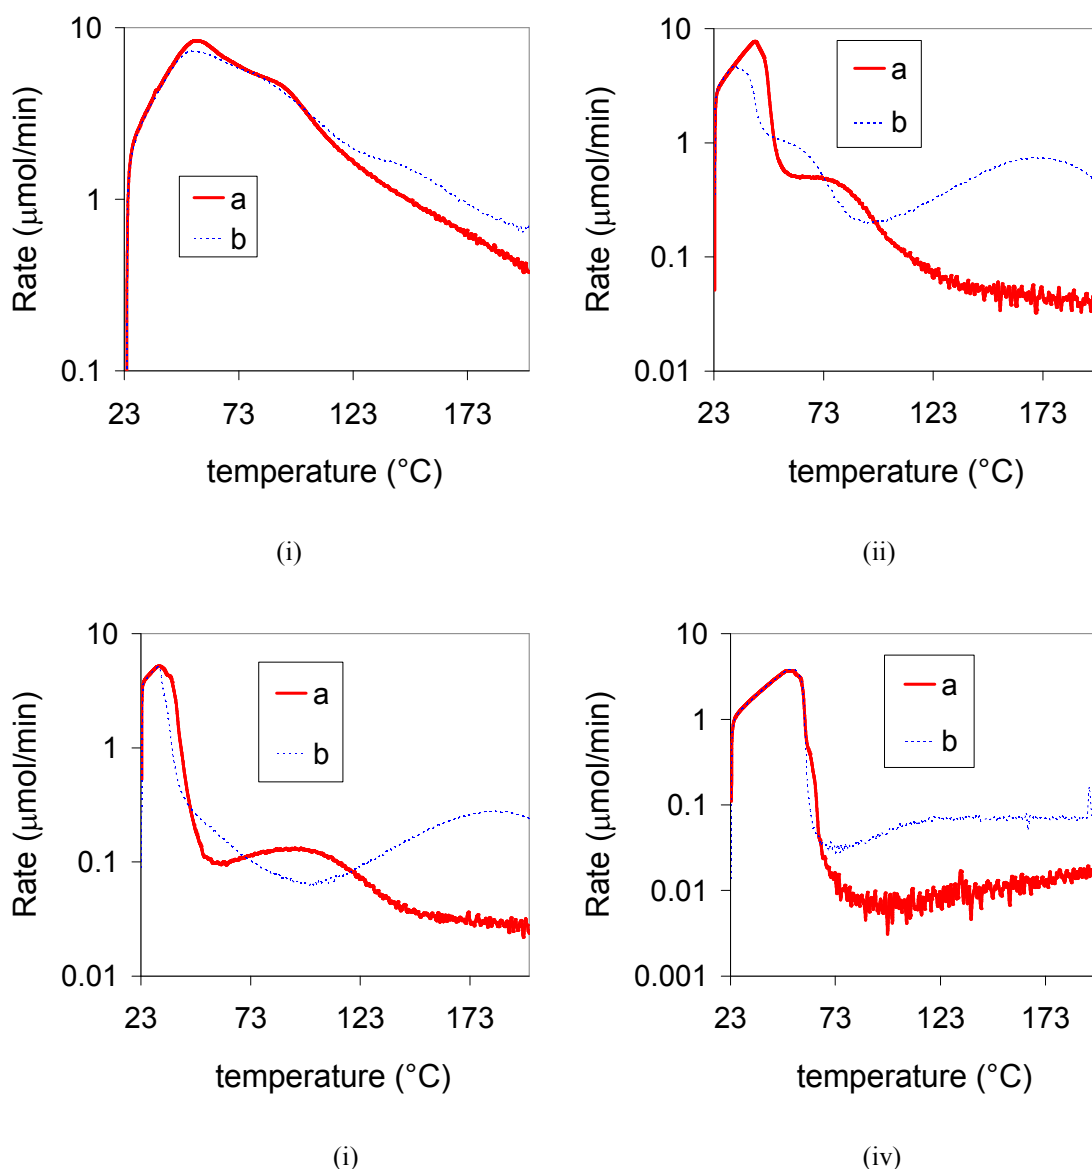 10
1
0.1
Rate (μmol/min)
a
b
23 73 123 173
temperature (°C)
(i)
10
1
0.1
0.01
Rate (μmol/min)
a
b
23 73 123 173
temperature (°C)
(ii)
10
1
0.1
0.01
Rate (μmol/min)
a
b
23 73 123 173
temperature (°C)
(i)
10
1
0.1
0.01
0.001
Rate (μmol/min)
a
b
23 73 123 173
temperature (°C)
(iv)